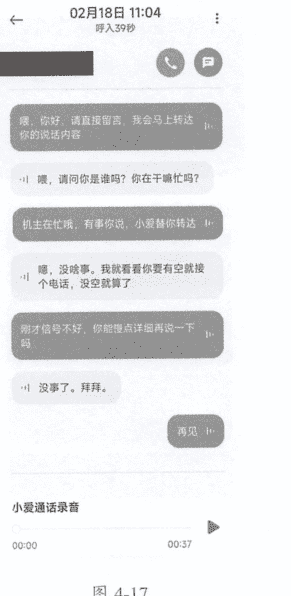 02月18日 11:04
呼入39秒
喂，你好，请直接留言，我会马上转达
你的说话内容
喂，请问你是谁吗？你在干嘛忙吗？
机主在忙哦，有事你说，小爱替你转达
嗯，没啥事。我就看看你要有空就接
个电话，没空就算了
刚才信号不好，你能慢点详细再说一下
吗
没事了。拜拜。
再见
小爱通话录音
00:00
00:37
图 4-17